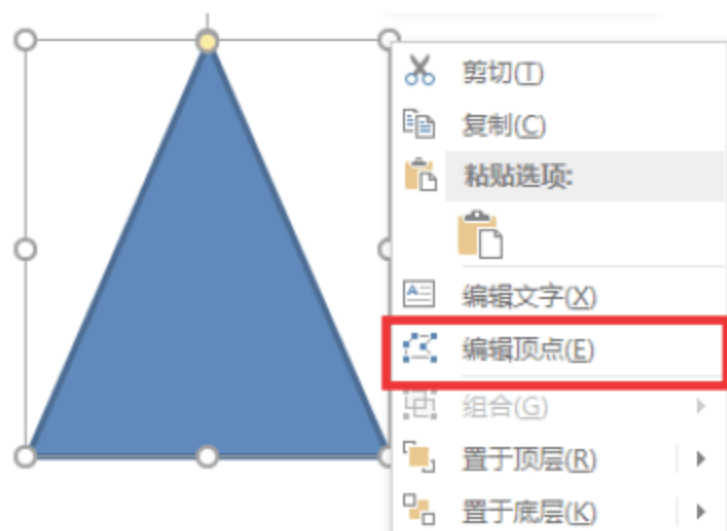 剪切(T)
复制(C)
粘贴选项:
编辑文字(X)
编辑顶点(E)
组合(G)
置于顶层(R)
置于底层(K)